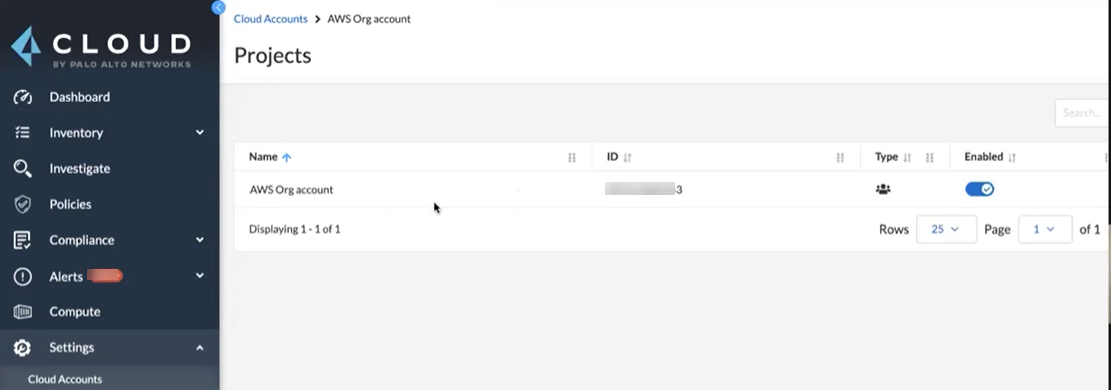 Cloud Accounts > AWS Org account
CLOUD
BY PALO ALTO NETWORKS
Projects
Dashboard
Inventory
Investigate
Policies
Compliance
Alerts
Compute
Settings
Cloud Accounts
Search..
Name ID Type Enabled
AWS Org account 3
Displaying 1 - 1 of 1 Rows 25 Page 1 of 1